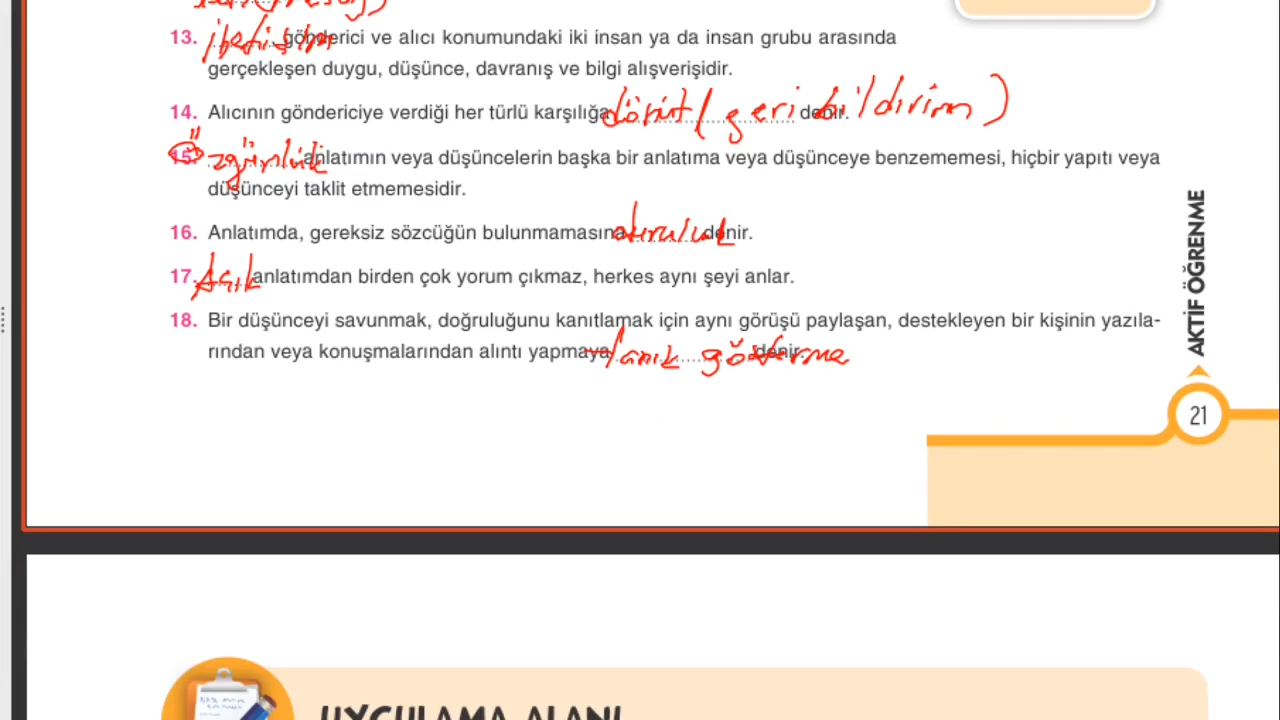 13. iletişim gönderici ve alıcı konumundaki iki insan ya da insan grubu arasında
gerçekleşen duygu, düşünce, davranış ve bilgi alışverişidir.
14. Alıcının göndericiye verdiği her türlü karşılığa dönüt (geri bildirim) denir.
15. Özgünlük anlatımın veya düşüncelerin başka bir anlatıma veya düşünceye benzememesi, hiçbir yapıtı veya
düşünceyi taklit etmemesidir.
16. Anlatımda, gereksiz sözcüğün bulunmamasına duruluk denir.
17. Açık anlatımdan birden çok yorum çıkmaz, herkes aynı şeyi anlar.
18. Bir düşünceyi savunmak, doğruluğunu kanıtlamak için aynı görüşü paylaşan, destekleyen bir kişinin yazıla-
rından veya konuşmalarından alıntı yapmaya tanık gösterme denir.
AKTİF ÖĞRENME
21
UYGULAMA ALANI